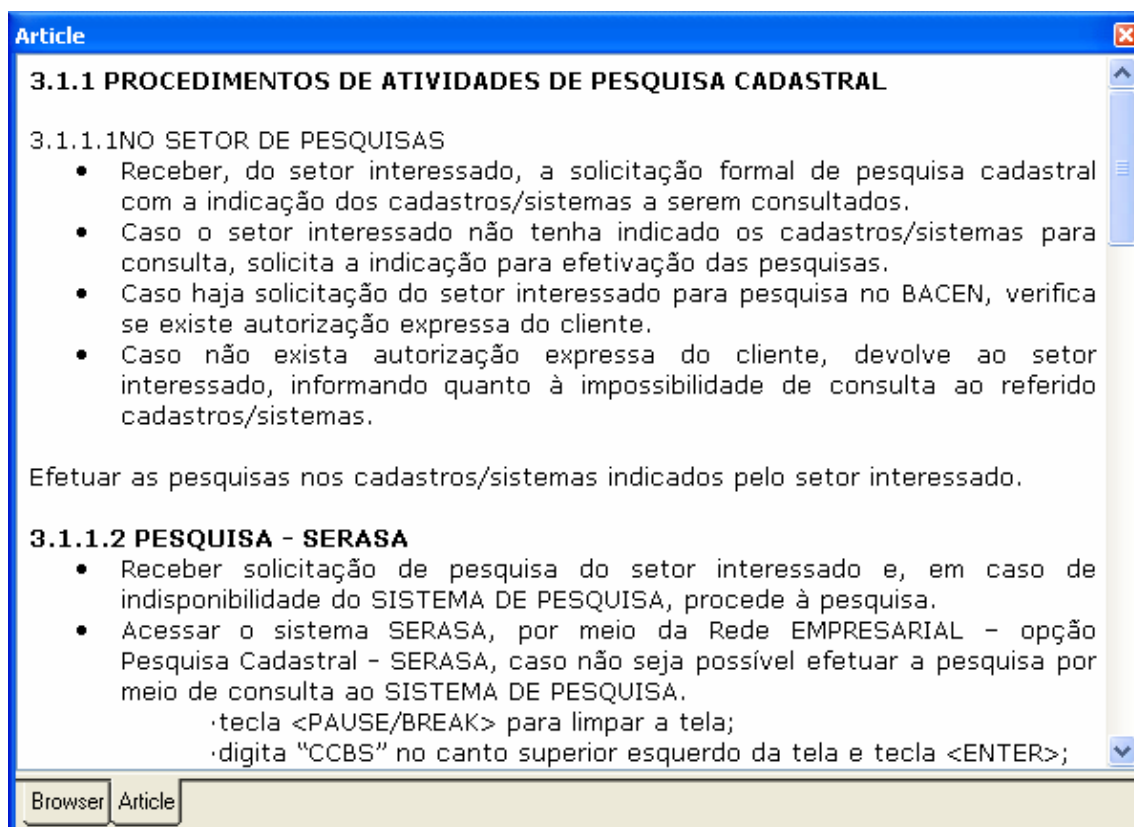 Article
3.1.1 PROCEDIMENTOS DE ATIVIDADES DE PESQUISA CADASTRAL
3.1.1.1NO SETOR DE PESQUISAS
• Receber, do setor interessado, a solicitação formal de pesquisa cadastral
com a indicação dos cadastros/sistemas a serem consultados.
• Caso o setor interessado não tenha indicado os cadastros/sistemas para
consulta, solicita a indicação para efetivação das pesquisas.
• Caso haja solicitação do setor interessado para pesquisa no BACEN, verifica
se existe autorização expressa do cliente.
• Caso não exista autorização expressa do cliente, devolve ao setor
interessado, informando quanto à impossibilidade de consulta ao referido
cadastros/sistemas.
Efetuar as pesquisas nos cadastros/sistemas indicados pelo setor interessado.
3.1.1.2 PESQUISA - SERASA
• Receber solicitação de pesquisa do setor interessado e, em caso de
indisponibilidade do SISTEMA DE PESQUISA, procede à pesquisa.
• Acessar o sistema SERASA, por meio da Rede EMPRESARIAL – opção
Pesquisa Cadastral - SERASA, caso não seja possível efetuar a pesquisa por
meio de consulta ao SISTEMA DE PESQUISA.
·tecla <PAUSE/BREAK> para limpar a tela;
·digita “CCBS” no canto superior esquerdo da tela e tecla <ENTER>;
Browser Article